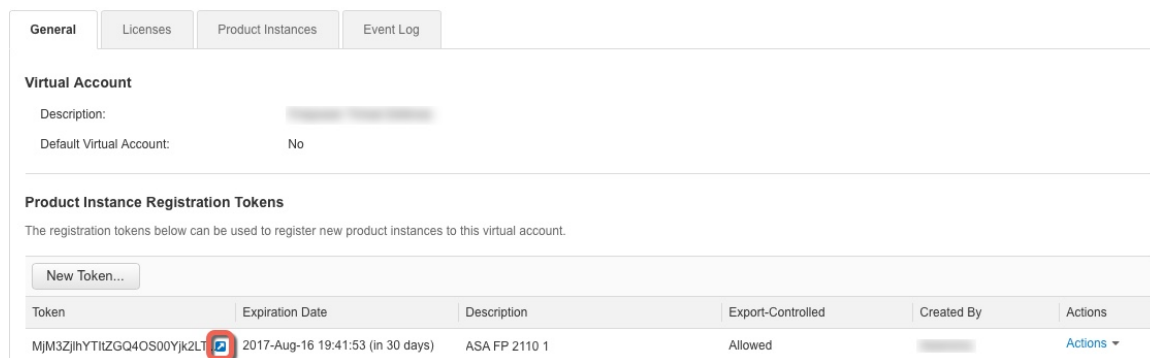 General Licenses Product Instances Event Log
Virtual Account
Description:
Default Virtual Account: No
Product Instance Registration Tokens
The registration tokens below can be used to register new product instances to this virtual account.
New Token...
Token Expiration Date Description Export-Controlled Created By Actions
2017-Aug-16 19:41:53 (in 30 days) ASA FP 2110 1 Allowed Actions